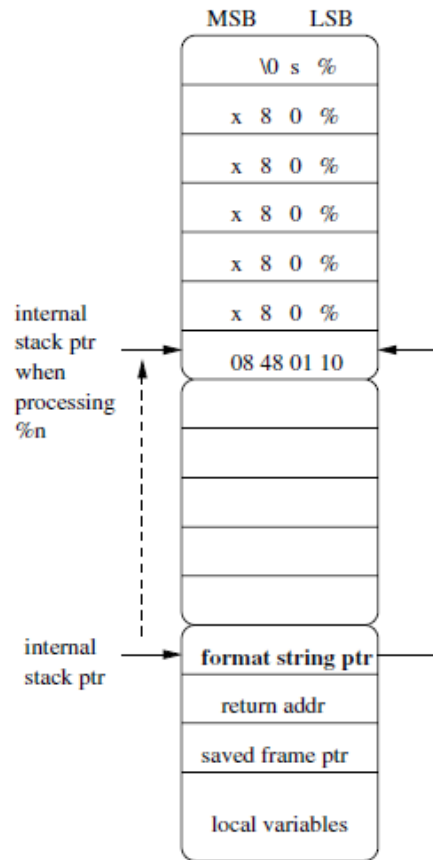 MSB LSB
\0 s %
x 8 0 %
x 8 0 %
x 8 0 %
x 8 0 %
x 8 0 %
internal
stack ptr
when
processing
%n
08 48 01 10
internal
stack ptr
format string ptr
return addr
saved frame ptr
local variables